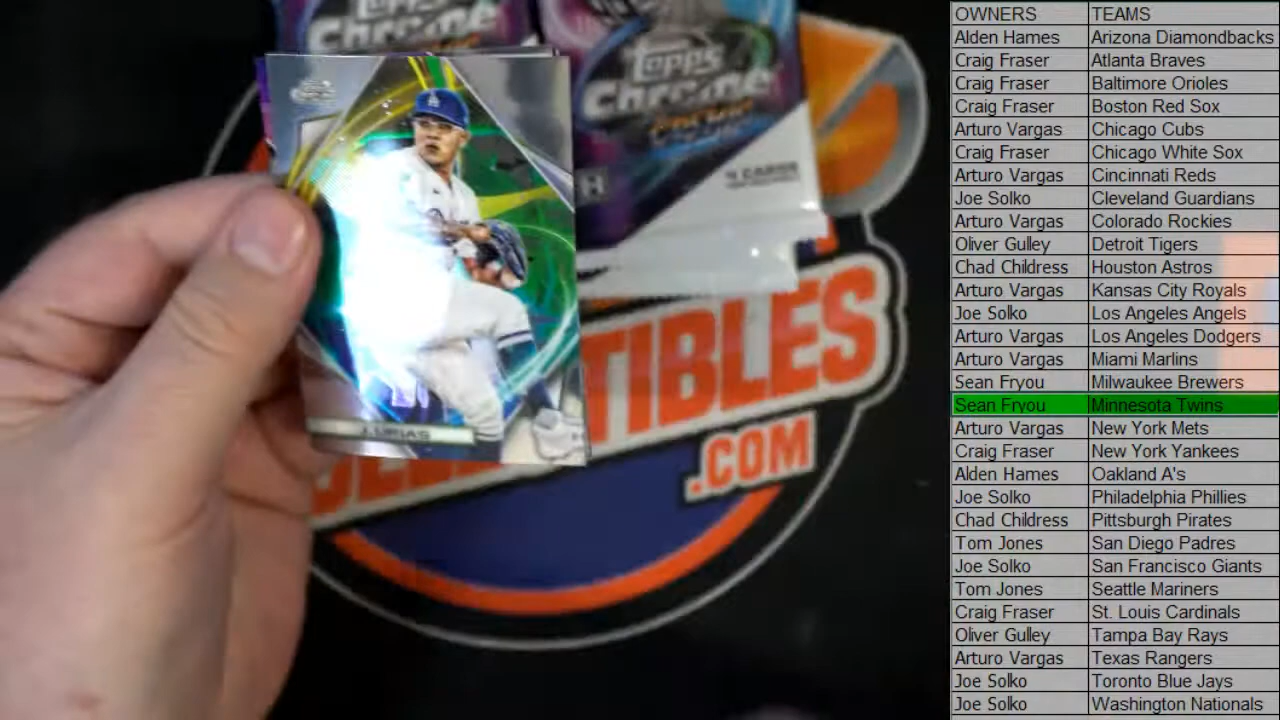 Topps
Chrome
Topps
Chrome
COSMIC
4 CARDS
J. URIAS
TIBLES
.COM
OWNERS TEAMS
Alden Hames Arizona Diamondbacks
Craig Fraser Atlanta Braves
Craig Fraser Baltimore Orioles
Craig Fraser Boston Red Sox
Arturo Vargas Chicago Cubs
Craig Fraser Chicago White Sox
Arturo Vargas Cincinnati Reds
Joe Solko Cleveland Guardians
Arturo Vargas Colorado Rockies
Oliver Gulley Detroit Tigers
Chad Childress Houston Astros
Arturo Vargas Kansas City Royals
Joe Solko Los Angeles Angels
Arturo Vargas Los Angeles Dodgers
Arturo Vargas Miami Marlins
Sean Fryou Milwaukee Brewers
Sean Fryou Minnesota Twins
Arturo Vargas New York Mets
Craig Fraser New York Yankees
Alden Hames Oakland A's
Joe Solko Philadelphia Phillies
Chad Childress Pittsburgh Pirates
Tom Jones San Diego Padres
Joe Solko San Francisco Giants
Tom Jones Seattle Mariners
Craig Fraser St. Louis Cardinals
Oliver Gulley Tampa Bay Rays
Arturo Vargas Texas Rangers
Joe Solko Toronto Blue Jays
Joe Solko Washington Nationals